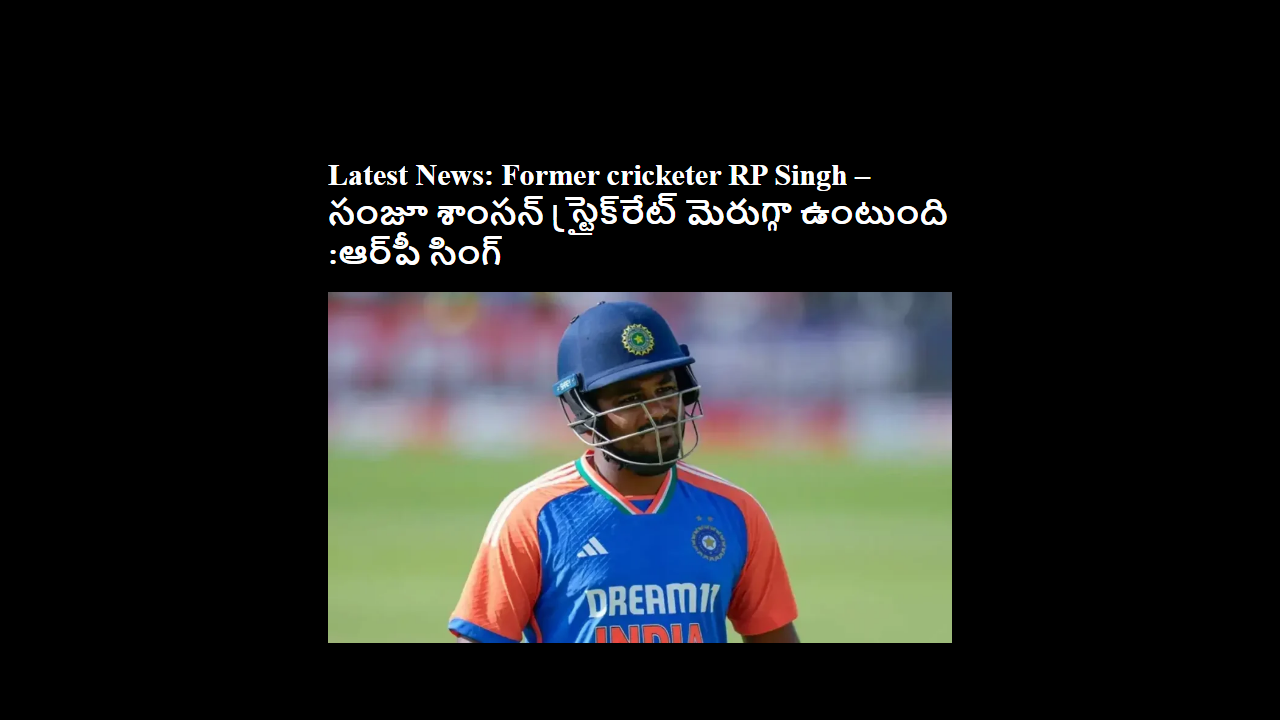 Latest News: Former cricketer RP Singh –
సంజూ శాంసన్ స్ట్రైక్‌రేట్ మెరుగ్గా ఉంటుంది
:ఆర్‌పీ సింగ్
DREAM11
INDIA